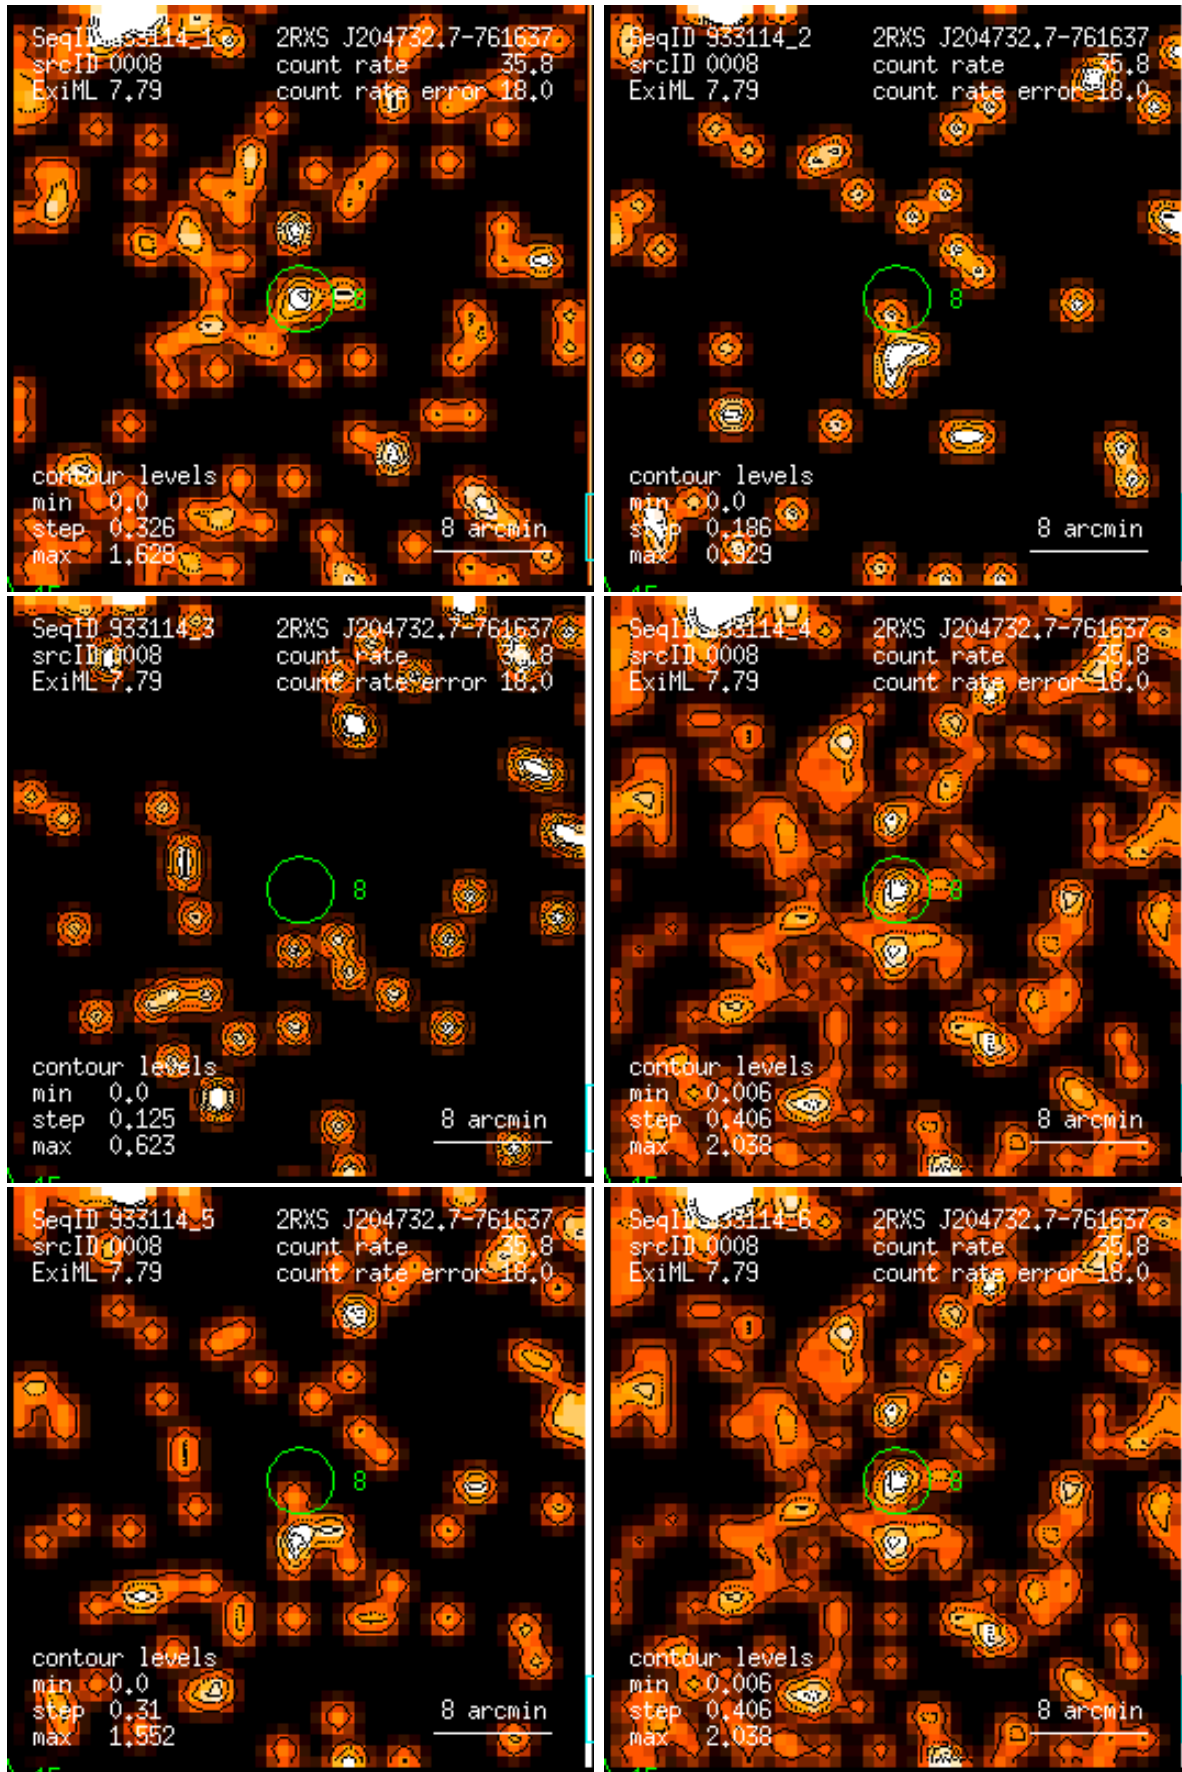 SeqID 933114_1 2RXS J204732.7-761637
srcID 0008 count rate 35.8
ExiML 7.79 count rate error 18.0
8
contour levels
min 0.0
step 0.326 8 arcmin
max 1.628
SeqID 933114_2 2RXS J204732.7-761637
srcID 0008 count rate 35.8
ExiML 7.79 count rate error 18.0
8
contour levels
min 0.0
step 0.186 8 arcmin
max 0.929
SeqID 933114_3 2RXS J204732.7-761637
srcID 0008 count rate 35.8
ExiML 7.79 count rate error 18.0
8
contour levels
min 0.0
step 0.125 8 arcmin
max 0.623
SeqID 933114_4 2RXS J204732.7-761637
srcID 0008 count rate 35.8
ExiML 7.79 count rate error 18.0
8
contour levels
min 0.006
step 0.406 8 arcmin
max 2.038
SeqID 933114_5 2RXS J204732.7-761637
srcID 0008 count rate 35.8
ExiML 7.79 count rate error 18.0
8
contour levels
min 0.0
step 0.31 8 arcmin
max 1.552
SeqID 933114_6 2RXS J204732.7-761637
srcID 0008 count rate 35.8
ExiML 7.79 count rate error 18.0
8
contour levels
min 0.006
step 0.406 8 arcmin
max 2.038